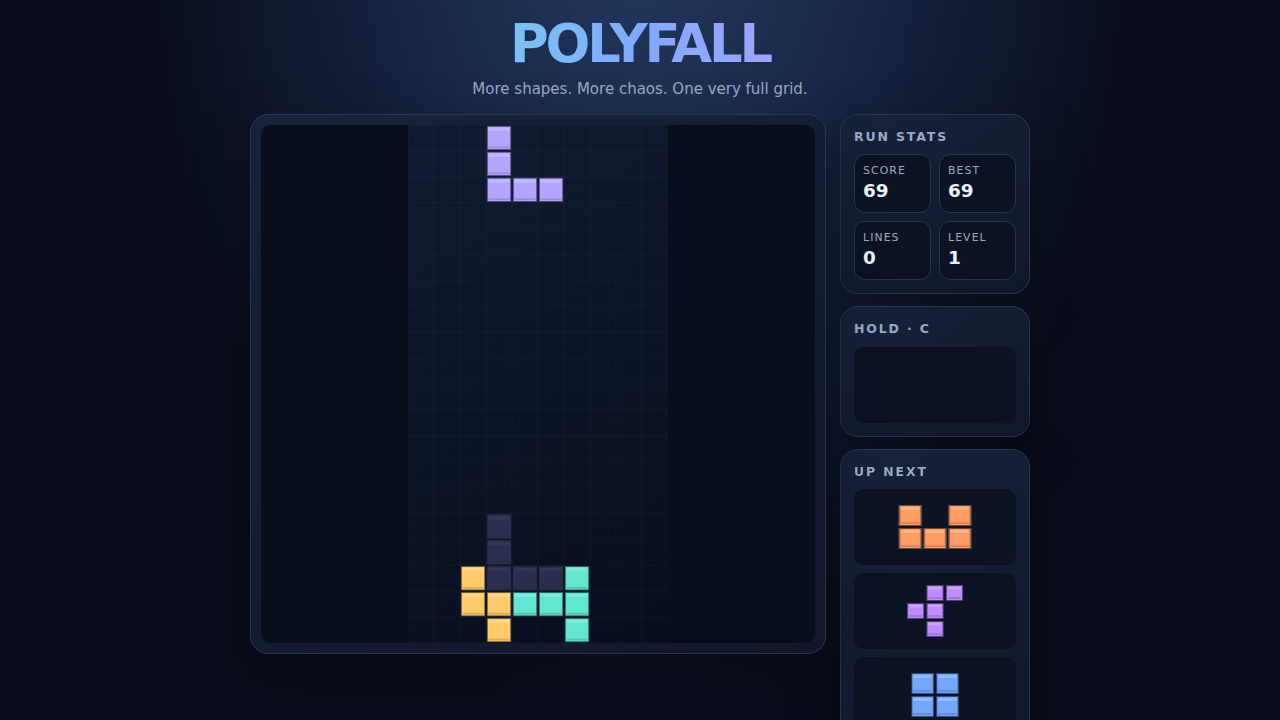 POLYFALL
More shapes. More chaos. One very full grid.
RUN STATS
SCORE
69
BEST
69
LINES
0
LEVEL
1
HOLD · C
UP NEXT